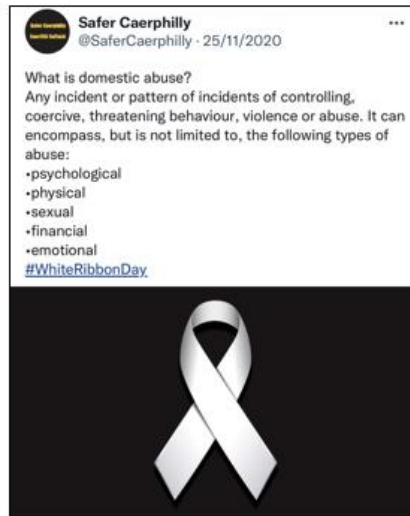 Safer Caerphilly
@SaferCaerphilly · 25/11/2020
What is domestic abuse?
Any incident or pattern of incidents of controlling,
coercive, threatening behaviour, violence or abuse. It can
encompass, but is not limited to, the following types of
abuse:
•psychological
•physical
•sexual
•financial
•emotional
#WhiteRibbonDay